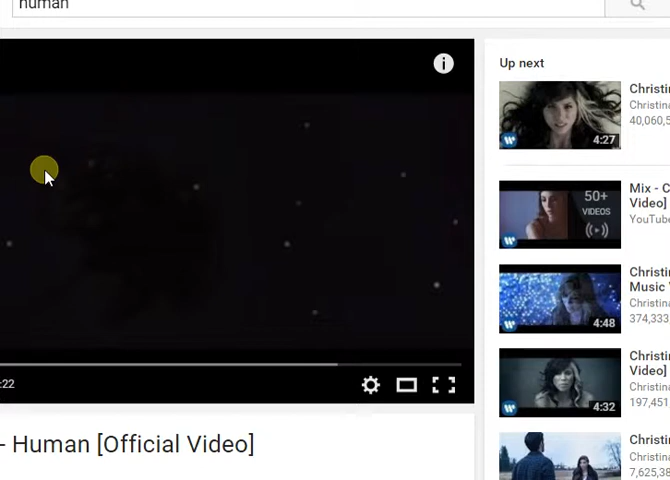 human
Up next
Christi
Christina
40,060,5
4:27
50+
VIDEOS
Mix - C
Video]
YouTube
Christi
Music
374,333
4:48
Christi
Video]
Christina
197,451
4:32
Christi
Christina
7,625,38
:22
- Human [Official Video]